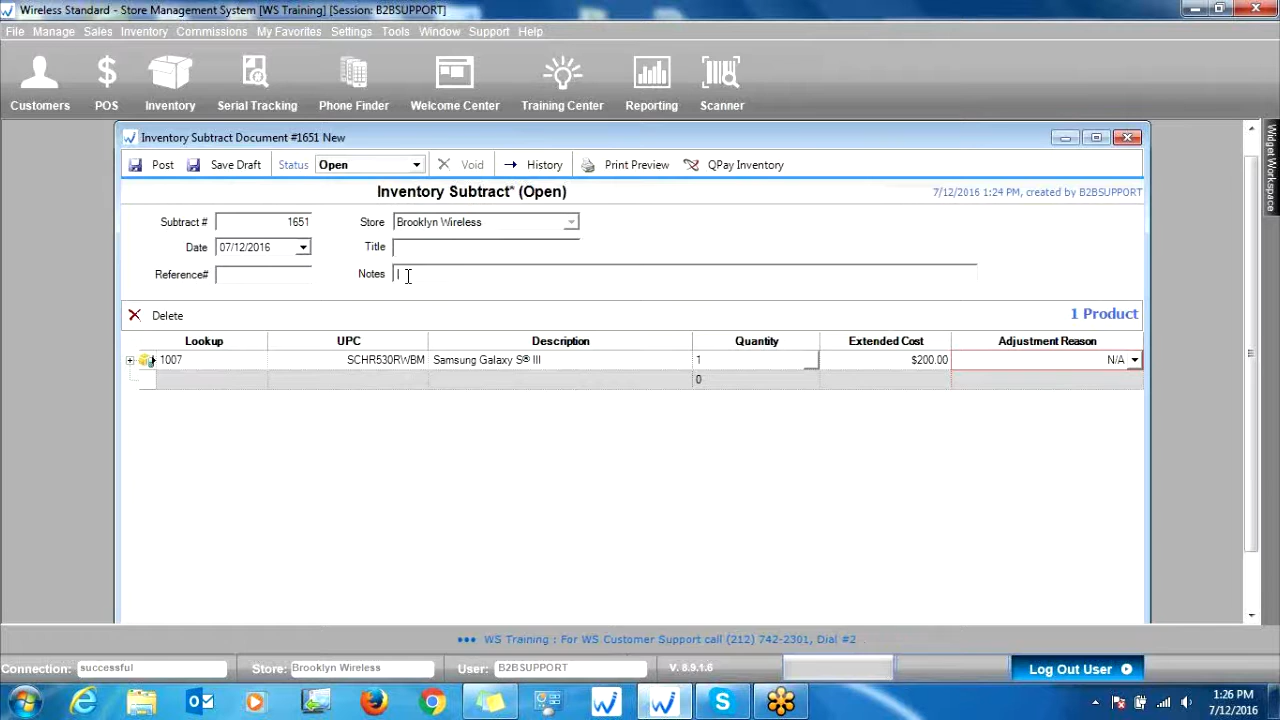 Wireless Standard - Store Management System [WS Training] [Session: B2BSUPPORT]
File Manage Sales Inventory Commissions My Favorites Settings Tools Window Support Help
Customers POS Inventory Serial Tracking Phone Finder Welcome Center Training Center Reporting Scanner
Widget Workspace
Inventory Subtract Document #1651 New
Post Save Draft Status Open Void History Print Preview QPay Inventory
Inventory Subtract* (Open) 7/12/2016 1:24 PM, created by B2BSUPPORT
Subtract # 1651 Store Brooklyn Wireless
Date 07/12/2016 Title
Reference# Notes
Delete 1 Product
Lookup UPC Description Quantity Extended Cost Adjustment Reason
1007 SCHR530RWBM Samsung Galaxy S® III 1 $200.00 N/A
0
••• WS Training : For WS Customer Support call (212) 742-2301, Dial #2
Connection: successful Store: Brooklyn Wireless User: B2BSUPPORT V. 8.9.1.6 Log Out User
1:26 PM
7/12/2016